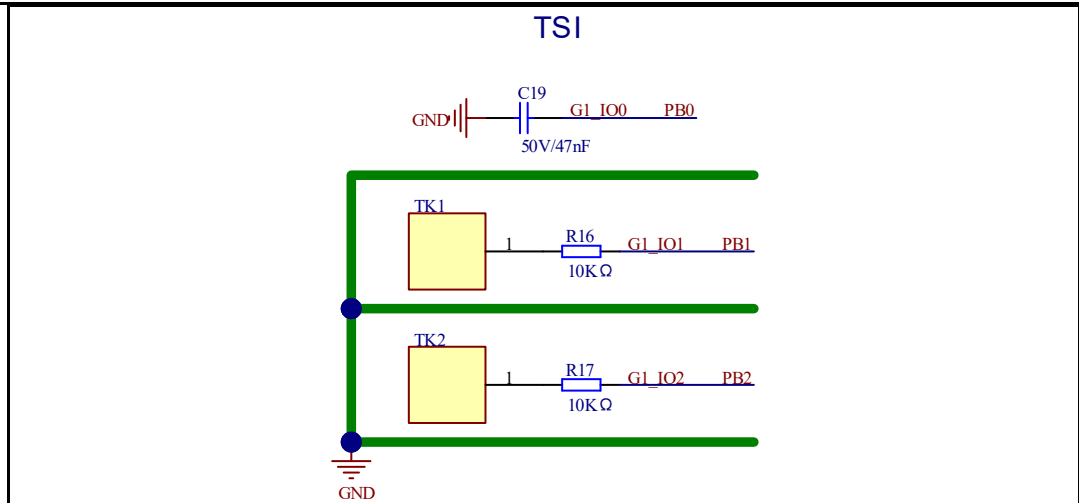 TSI
C19
GND G1_IO0 PB0
50V/47nF
TK1
1 R16 G1_IO1 PB1
10KΩ
TK2
1 R17 G1_IO2 PB2
10KΩ
GND